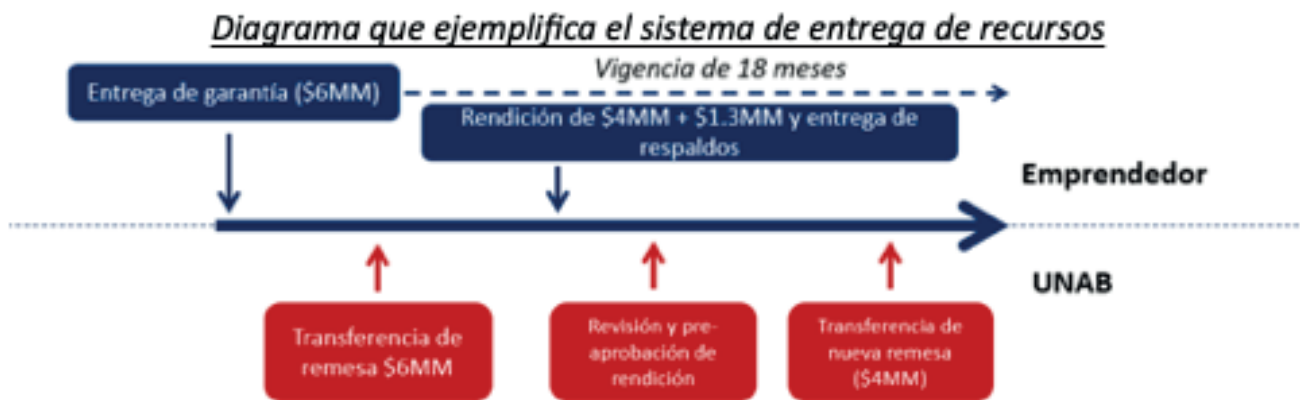 Diagrama que ejemplifica el sistema de entrega de recursos
Vigencia de 18 meses
Entrega de garantía ($6MM)
Rendición de $4MM + $1.3MM y entrega de
respaldos
Emprendedor
UNAB
Transferencia de
remesa $6MM
Revisión y pre-
aprobación de
rendición
Transferencia de
nueva remesa
($4MM)